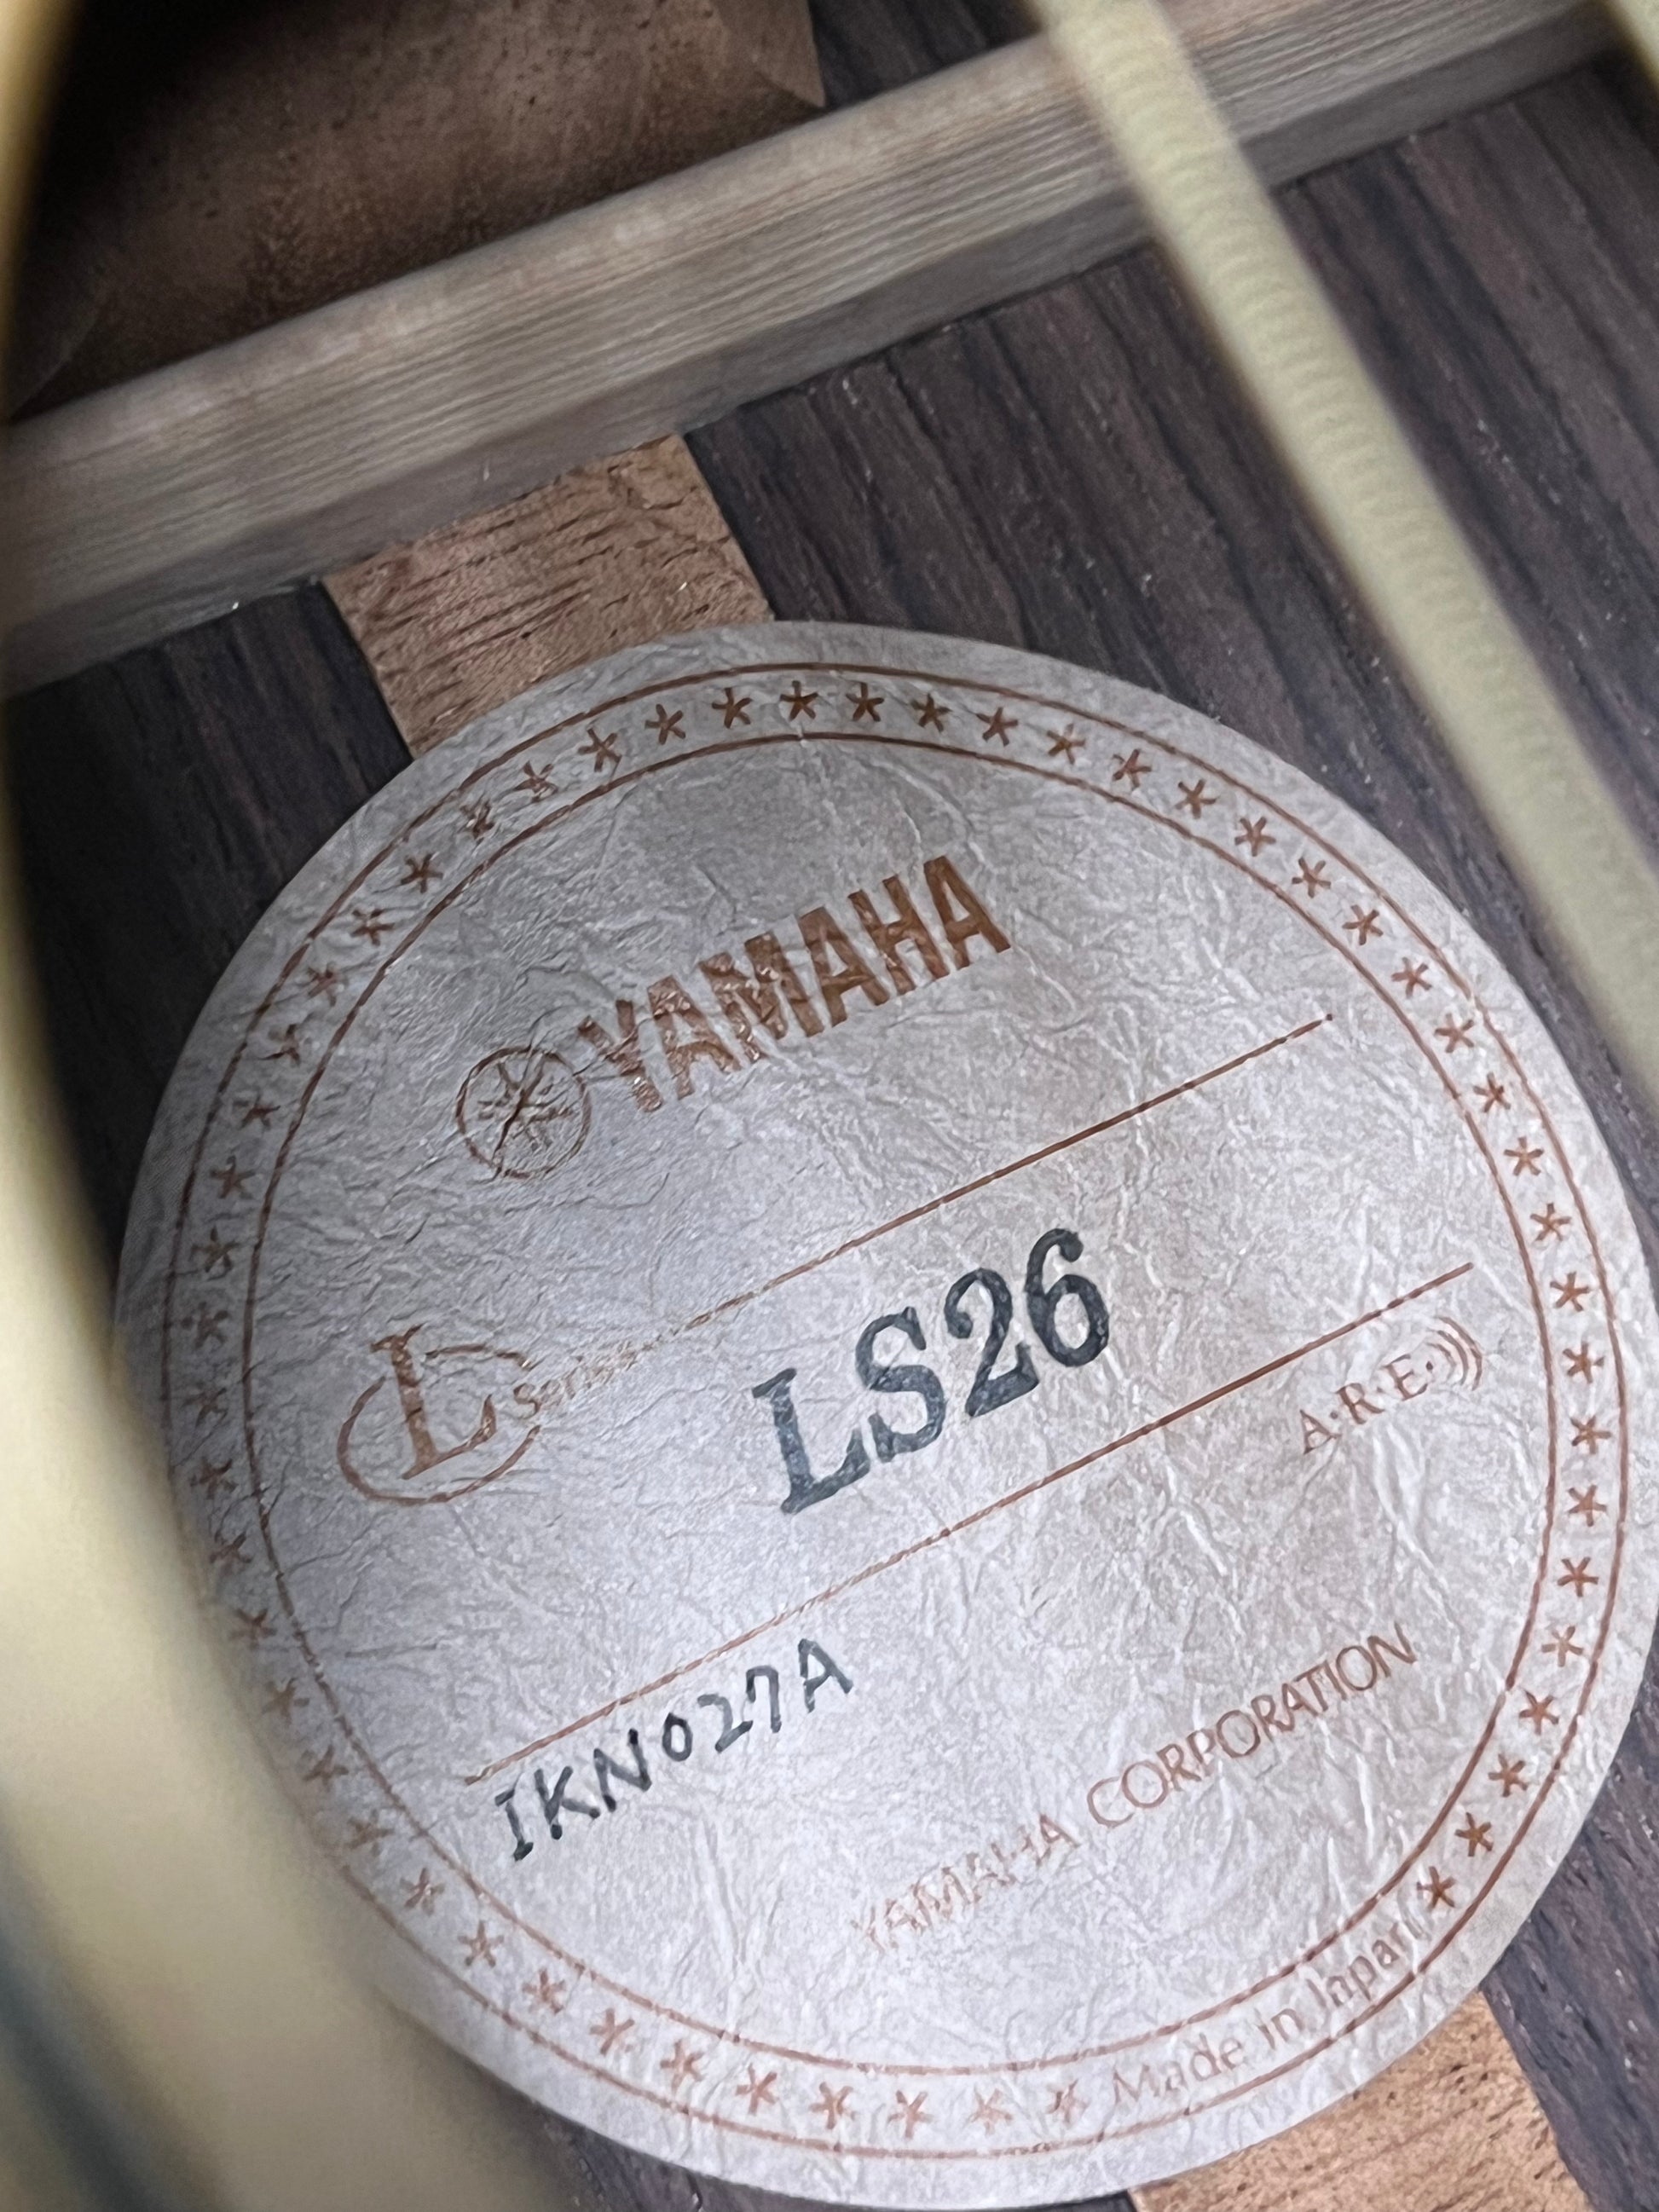 YAMAHA
L Series
LS26
A·R·E·
IKN027A
YAMAHA CORPORATION
Made in Japan